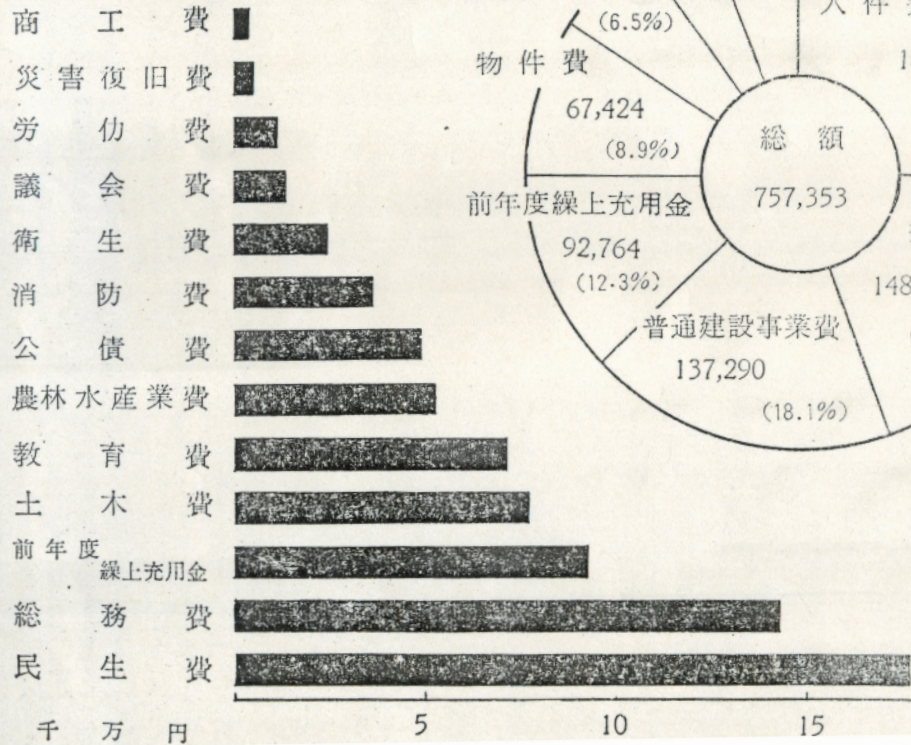 商工費
災害復旧費
労仂費
議会費
衛生費
消防費
公債費
農林水産業費
教育費
土木費
前年度
繰上充用金
総務費
民生費
千万円
5
10
15
(6.5%)
物件費
67,424
(8.9%)
前年度繰上充用金
92,764
(12.3%)
普通建設事業費
137,290
(18.1%)
総額
757,353
人件
1
148